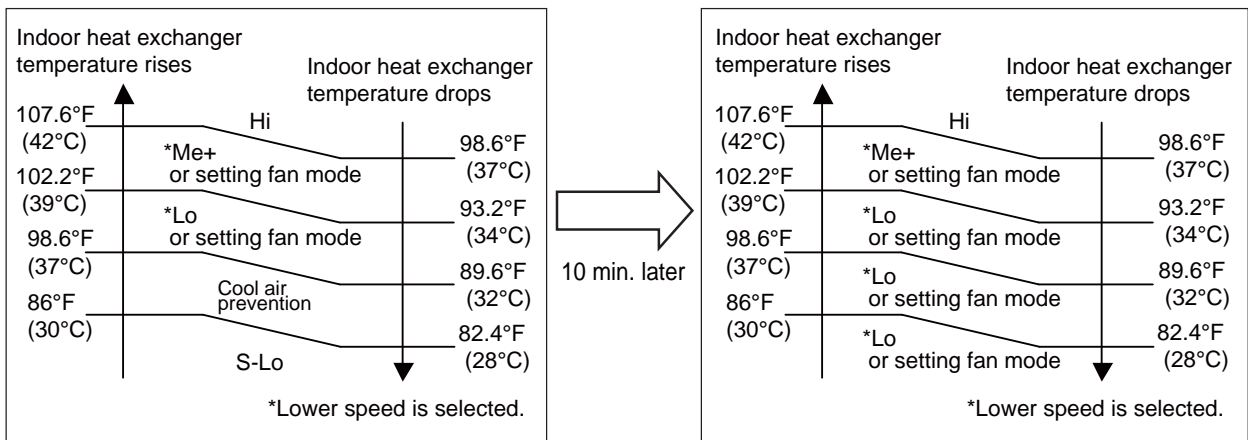 Indoor heat exchanger
temperature rises
Indoor heat exchanger
temperature drops
107.6°F
(42°C)
Hi
98.6°F
(37°C)
*Me+
or setting fan mode
102.2°F
(39°C)
93.2°F
(34°C)
*Lo
or setting fan mode
98.6°F
(37°C)
89.6°F
(32°C)
Cool air
prevention
86°F
(30°C)
82.4°F
(28°C)
S-Lo
*Lower speed is selected.
10 min. later
Indoor heat exchanger
temperature rises
Indoor heat exchanger
temperature drops
107.6°F
(42°C)
Hi
98.6°F
(37°C)
*Me+
or setting fan mode
102.2°F
(39°C)
93.2°F
(34°C)
*Lo
or setting fan mode
98.6°F
(37°C)
89.6°F
(32°C)
*Lo
or setting fan mode
86°F
(30°C)
82.4°F
(28°C)
*Lo
or setting fan mode
*Lower speed is selected.